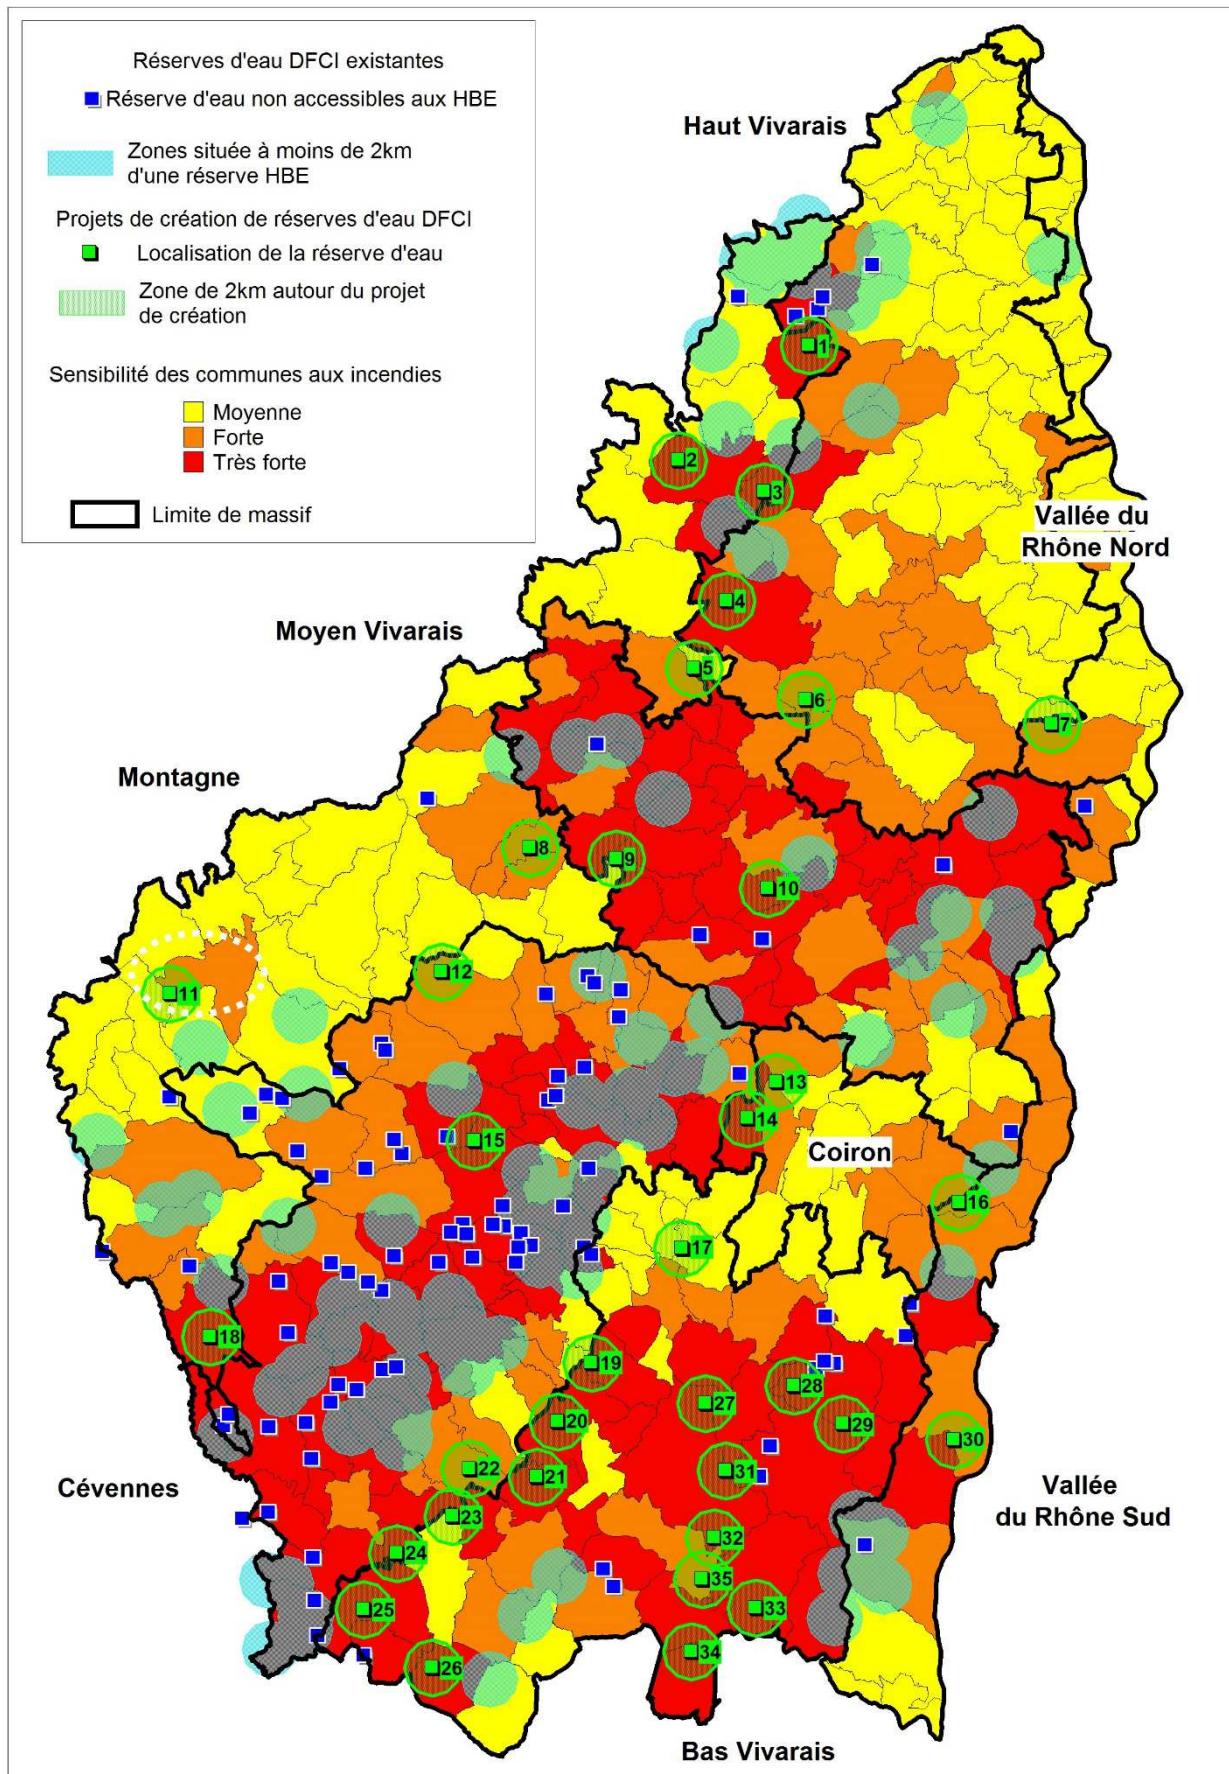 Réserves d'eau DFCI existantes
Réserve d'eau non accessibles aux HBE
Zones située à moins de 2km
d'une réserve HBE
Projets de création de réserves d'eau DFCI
Localisation de la réserve d'eau
Zone de 2km autour du projet
de création
Sensibilité des communes aux incendies
Moyenne
Forte
Très forte
Limite de massif
Haut Vivarais
1
2
3
Vallée du
Rhône Nord
4
Moyen Vivarais
5
6
7
Montagne
8
9
10
12
11
13
14
15
Coiron
16
17
18
19
27
28
20
29
30
22
21
31
Cévennes
Vallée
du Rhône Sud
23
32
24
35
25
33
34
26
Bas Vivarais